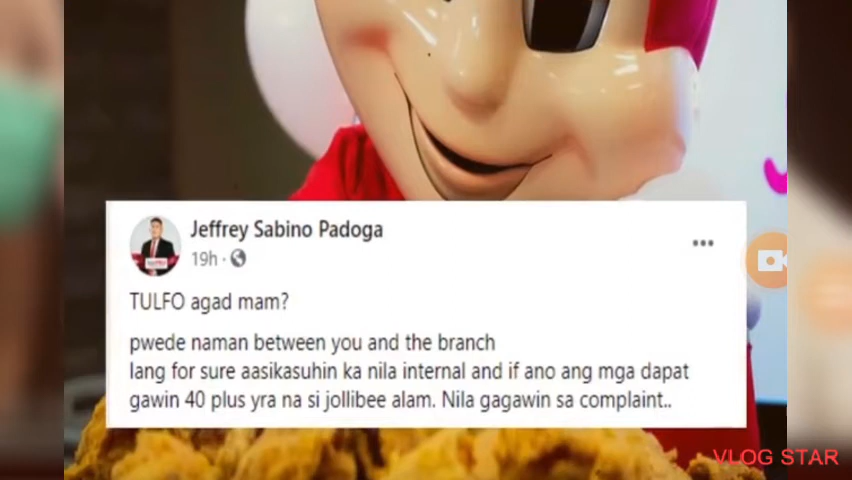 Jeffrey Sabino Padoga
19h ·
TULFO agad mam?
pwede naman between you and the branch
lang for sure aasikasuhin ka nila internal and if ano ang mga dapat
gawin 40 plus yra na si jollibee alam. Nila gagawin sa complaint..
VLOG STAR